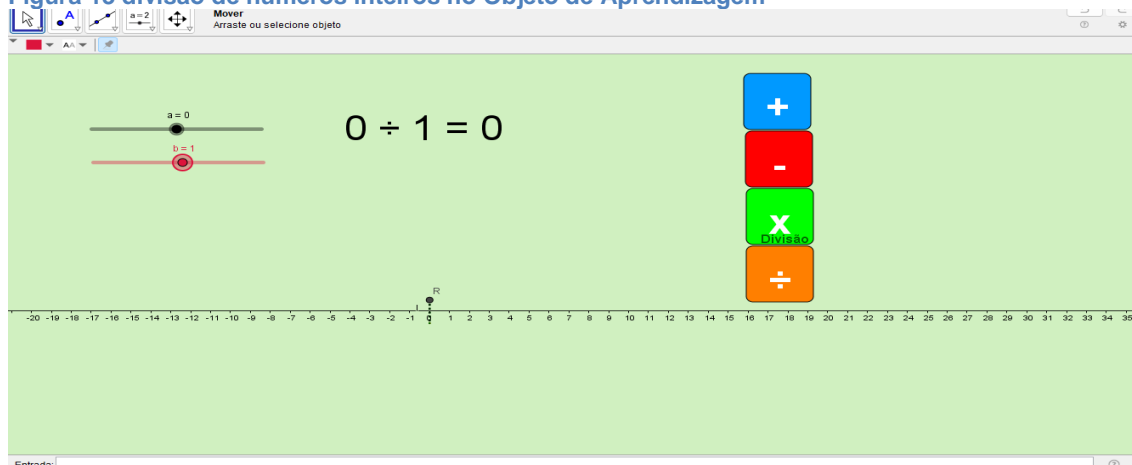 Figura 18 divisão de números inteiros no Objeto de Aprendizagem
A
a = 2
Mover
Arraste ou selecione objeto
AA
a = 0
b = 1
0 ÷ 1 = 0
+
-
x
Divisão
÷
R
-20 -19 -18 -17 -16 -15 -14 -13 -12 -11 -10 -9 -8 -7 -6 -5 -4 -3 -2 -1 0 1 2 3 4 5 6 7 8 9 10 11 12 13 14 15 16 17 18 19 20 21 22 23 24 25 26 27 28 29 30 31 32 33 34 35
Entrada: